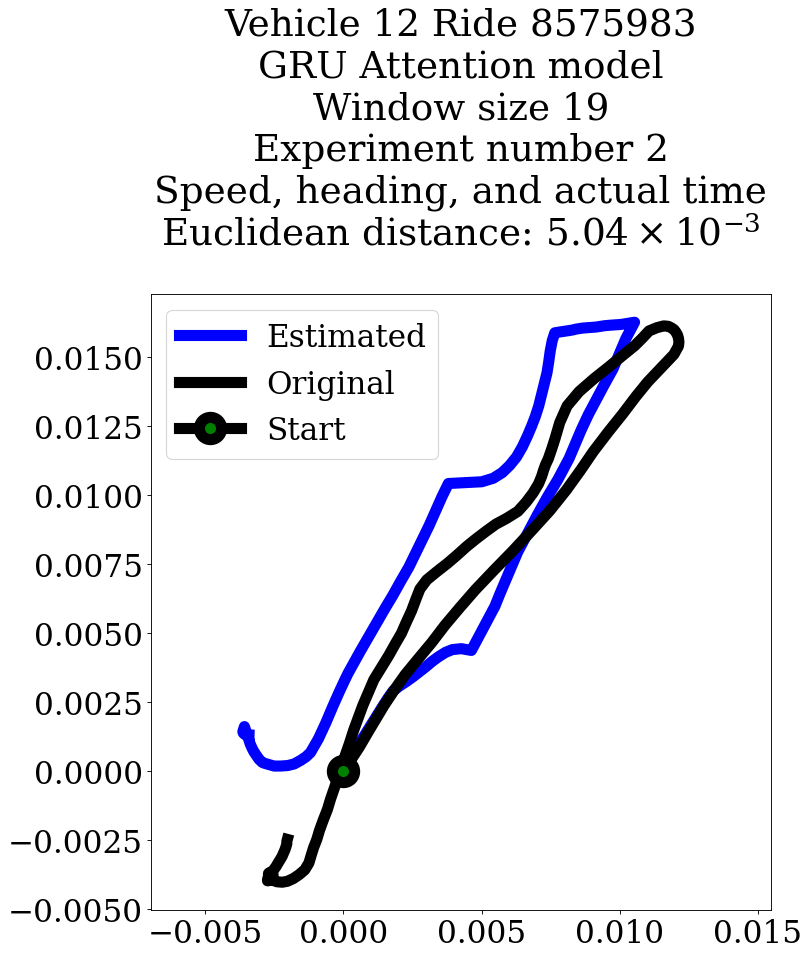 Vehicle 12 Ride 8575983
GRU Attention model
Window size 19
Experiment number 2
Speed, heading, and actual time
Euclidean distance: 5.04 × 10⁻³
Estimated
Original
Start
0.0150
0.0125
0.0100
0.0075
0.0050
0.0025
0.0000
−0.0025
−0.0050
−0.005 0.000 0.005 0.010 0.015